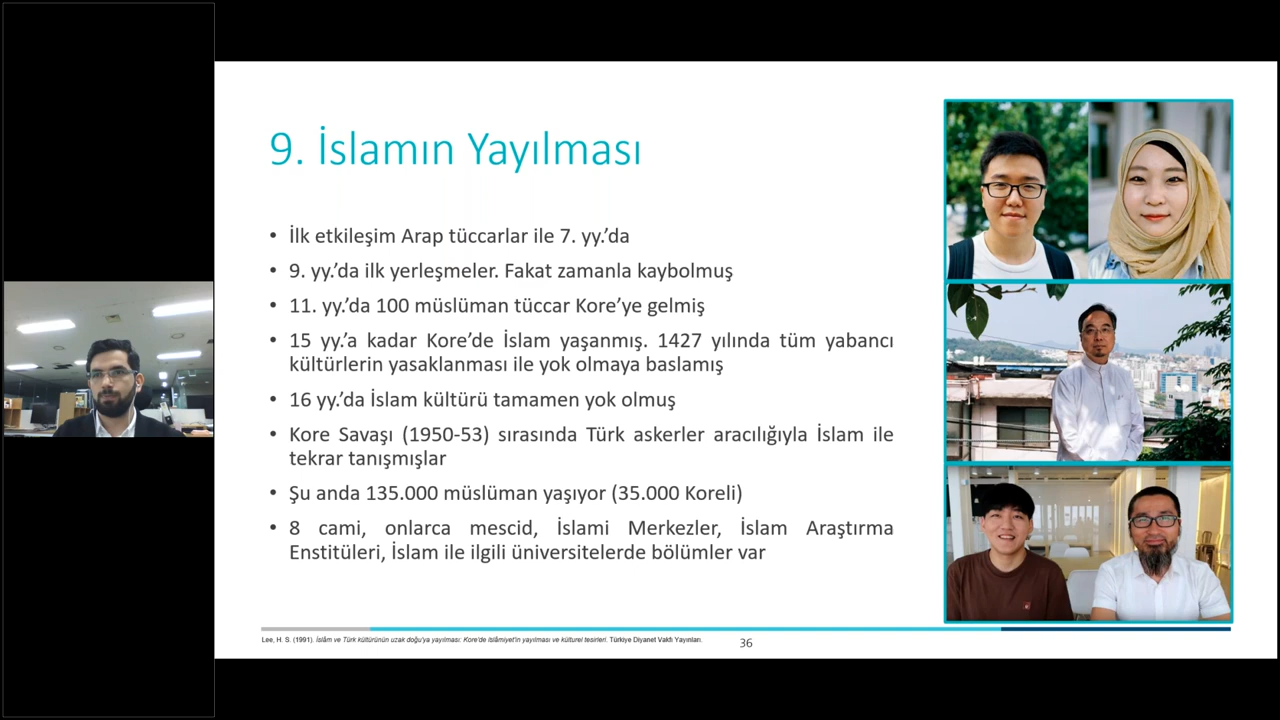 9. İslamın Yayılması
• İlk etkileşim Arap tüccarlar ile 7. yy.’da
• 9. yy.’da ilk yerleşmeler. Fakat zamanla kaybolmuş
• 11. yy.’da 100 müslüman tüccar Kore’ye gelmiş
• 15 yy.’a kadar Kore’de İslam yaşanmış. 1427 yılında tüm yabancı
kültürlerin yasaklanması ile yok olmaya baslamış
• 16 yy.’da İslam kültürü tamamen yok olmuş
• Kore Savaşı (1950-53) sırasında Türk askerler aracılığıyla İslam ile
tekrar tanışmışlar
• Şu anda 135.000 müslüman yaşıyor (35.000 Koreli)
• 8 cami, onlarca mescid, İslami Merkezler, İslam Araştırma
Enstitüleri, İslam ile ilgili üniversitelerde bölümler var
Lee, H. S. (1991). İslâm ve Türk kültürünün uzak doğu'ya yayılması: Kore'de islâmiyet'in yayılması ve kültürel tesirleri. Türkiye Diyanet Vakfı Yayınları.
36